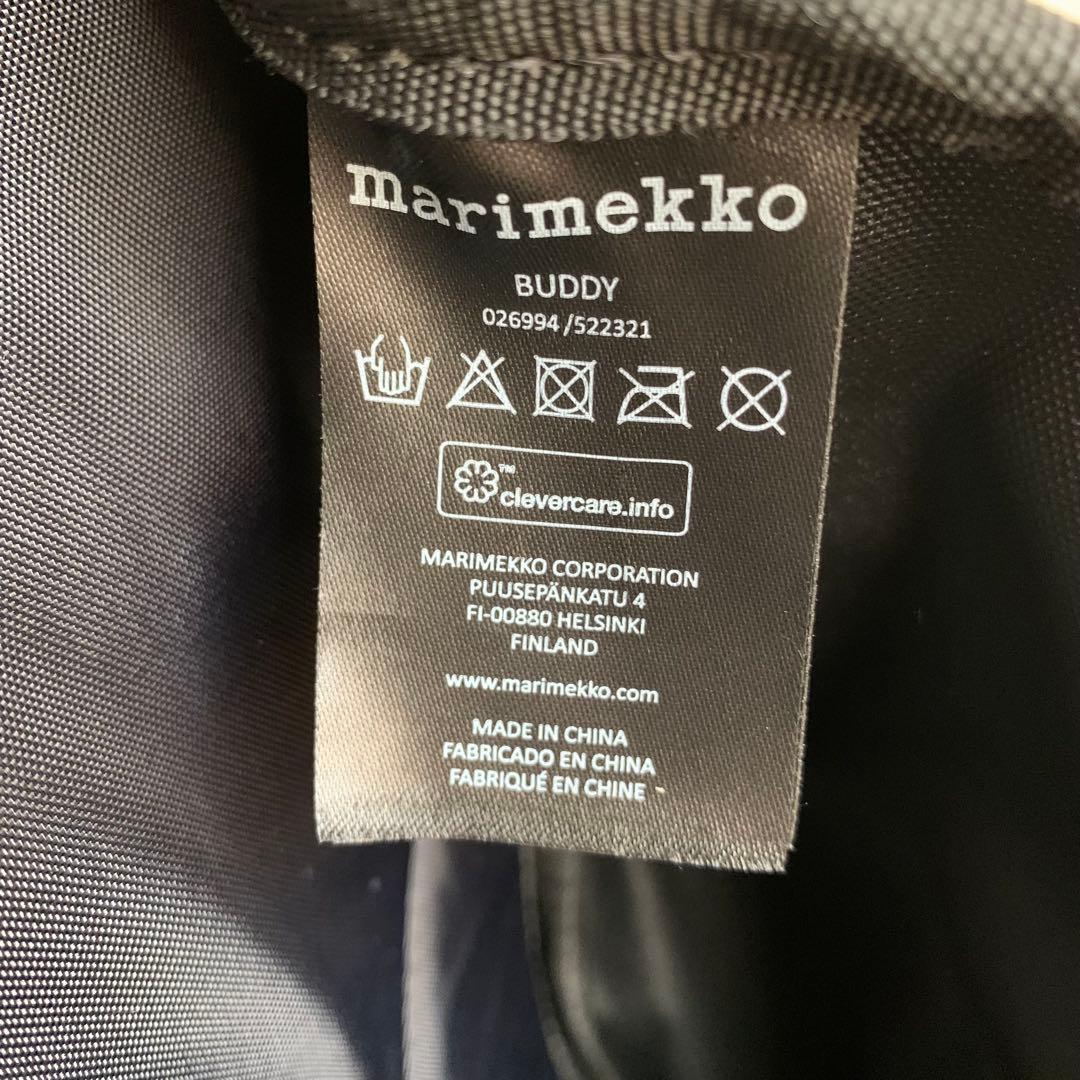 marimekko
BUDDY
026994/522321
™
clevercare.info
MARIMEKKO CORPORATION
PUUSEPÄNKATU 4
FI-00880 HELSINKI
FINLAND
www.marimekko.com
MADE IN CHINA
FABRICADO EN CHINA
FABRIQUÉ EN CHINE